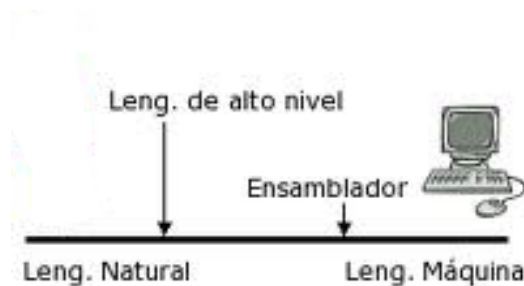 Leng. de alto nivel
Ensamblador
Leng. Natural
Leng. Máquina